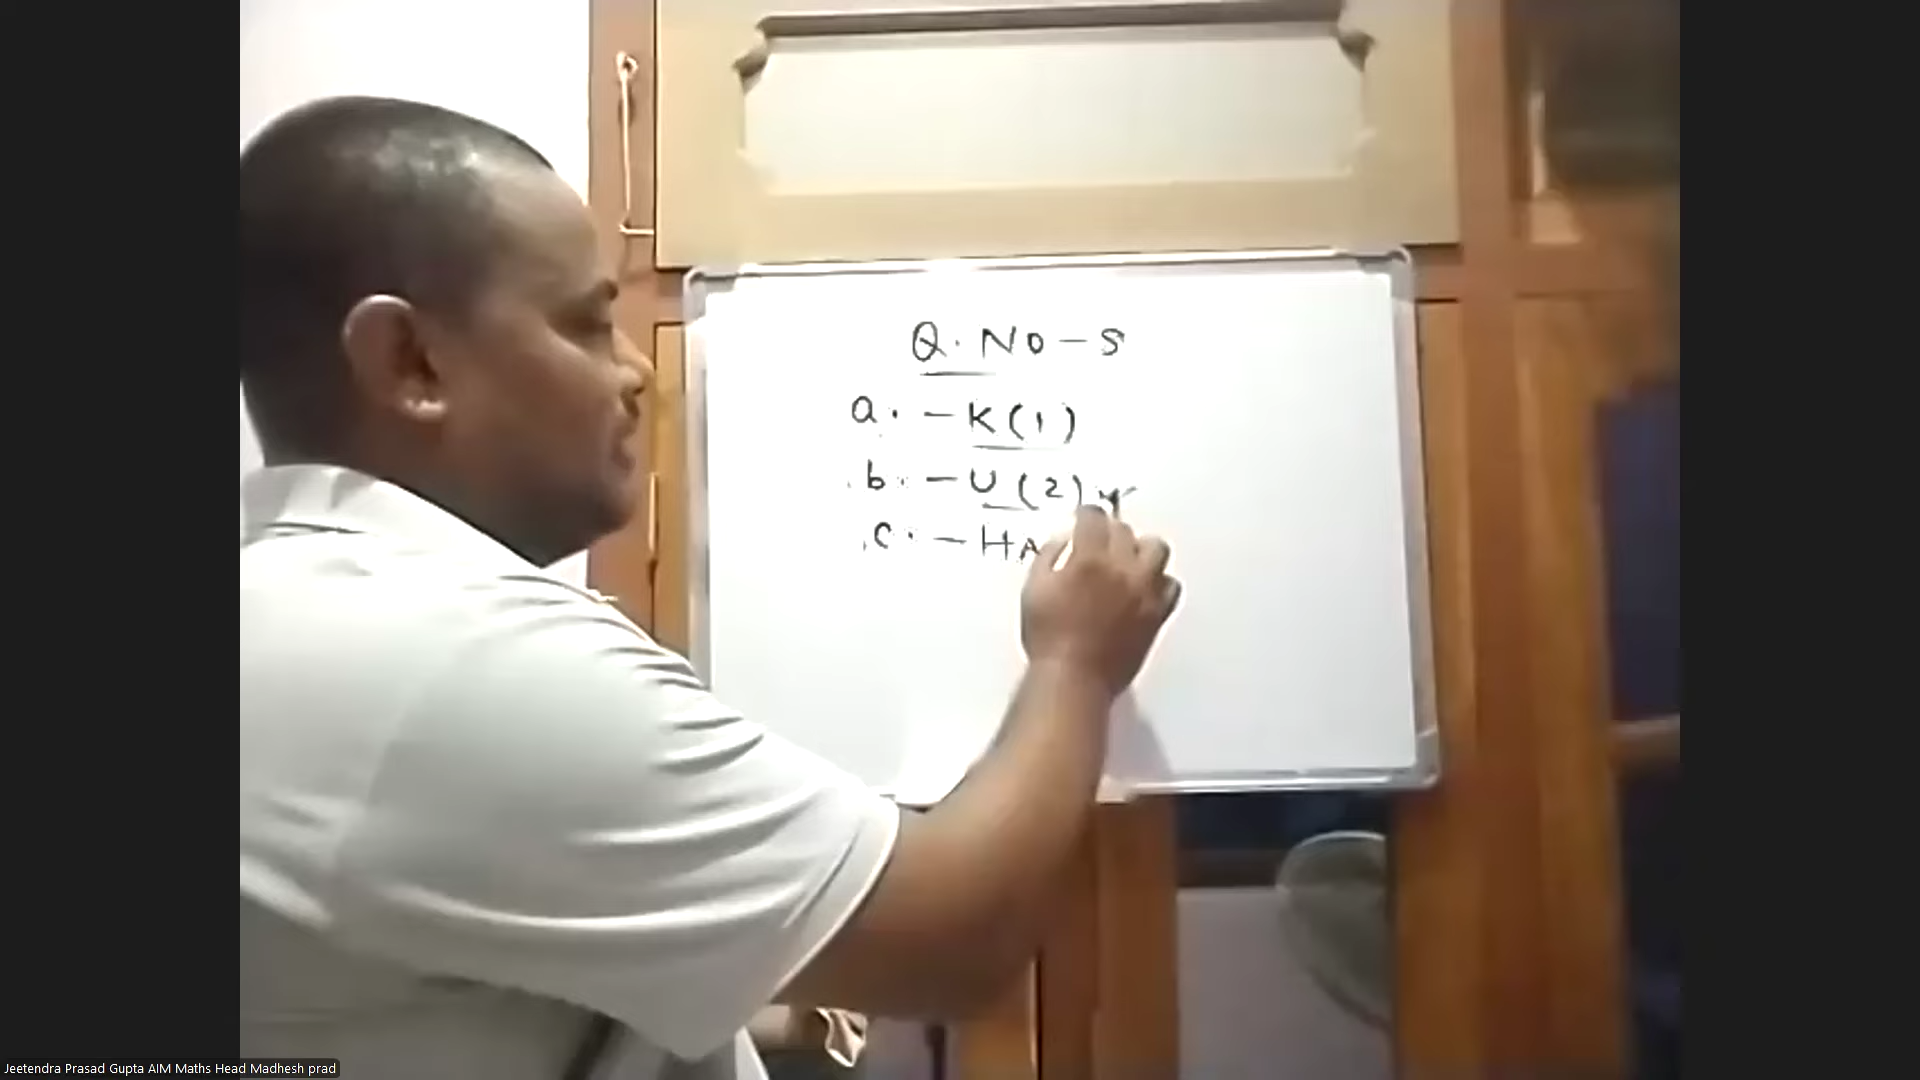 Q. NO - 5
a. - K(1)
b. - U(2)
c. - HA
Jeetendra Prasad Gupta AIM Maths Head Madhesh prad